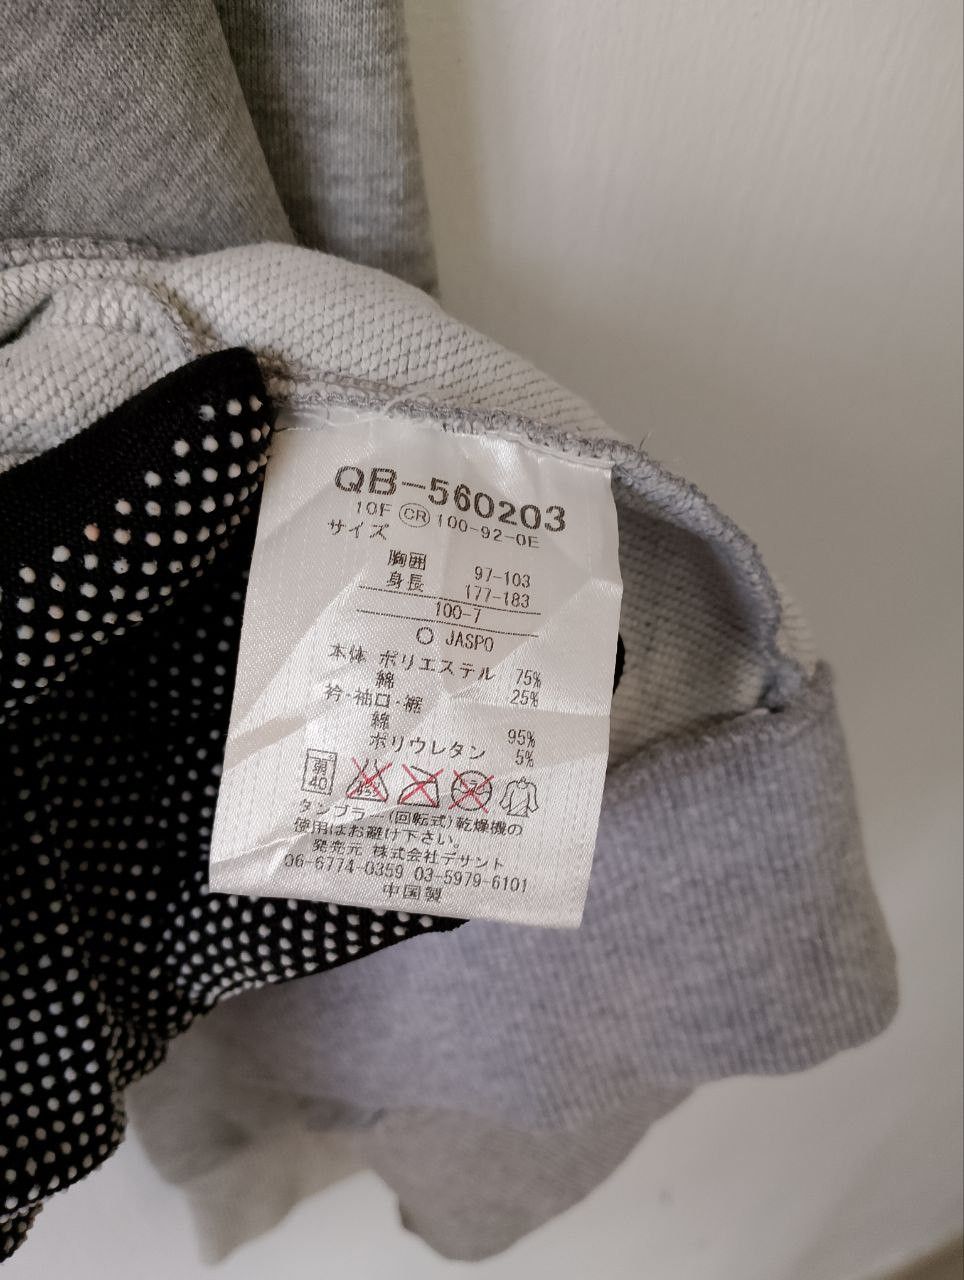 QB-560203
10F CR 100-92-0E
サイズ
胸囲 97-103
身長 177-183
100-7
○ JASPO
本体 ポリエステル 75%
綿 25%
衿・袖口・裾
綿 95%
ポリウレタン 5%
弱 40
タンブラー(回転式)乾燥機の
使用はお避け下さい。
発売元 株式会社デサント
06-6774-0359 03-5979-6101
中国製